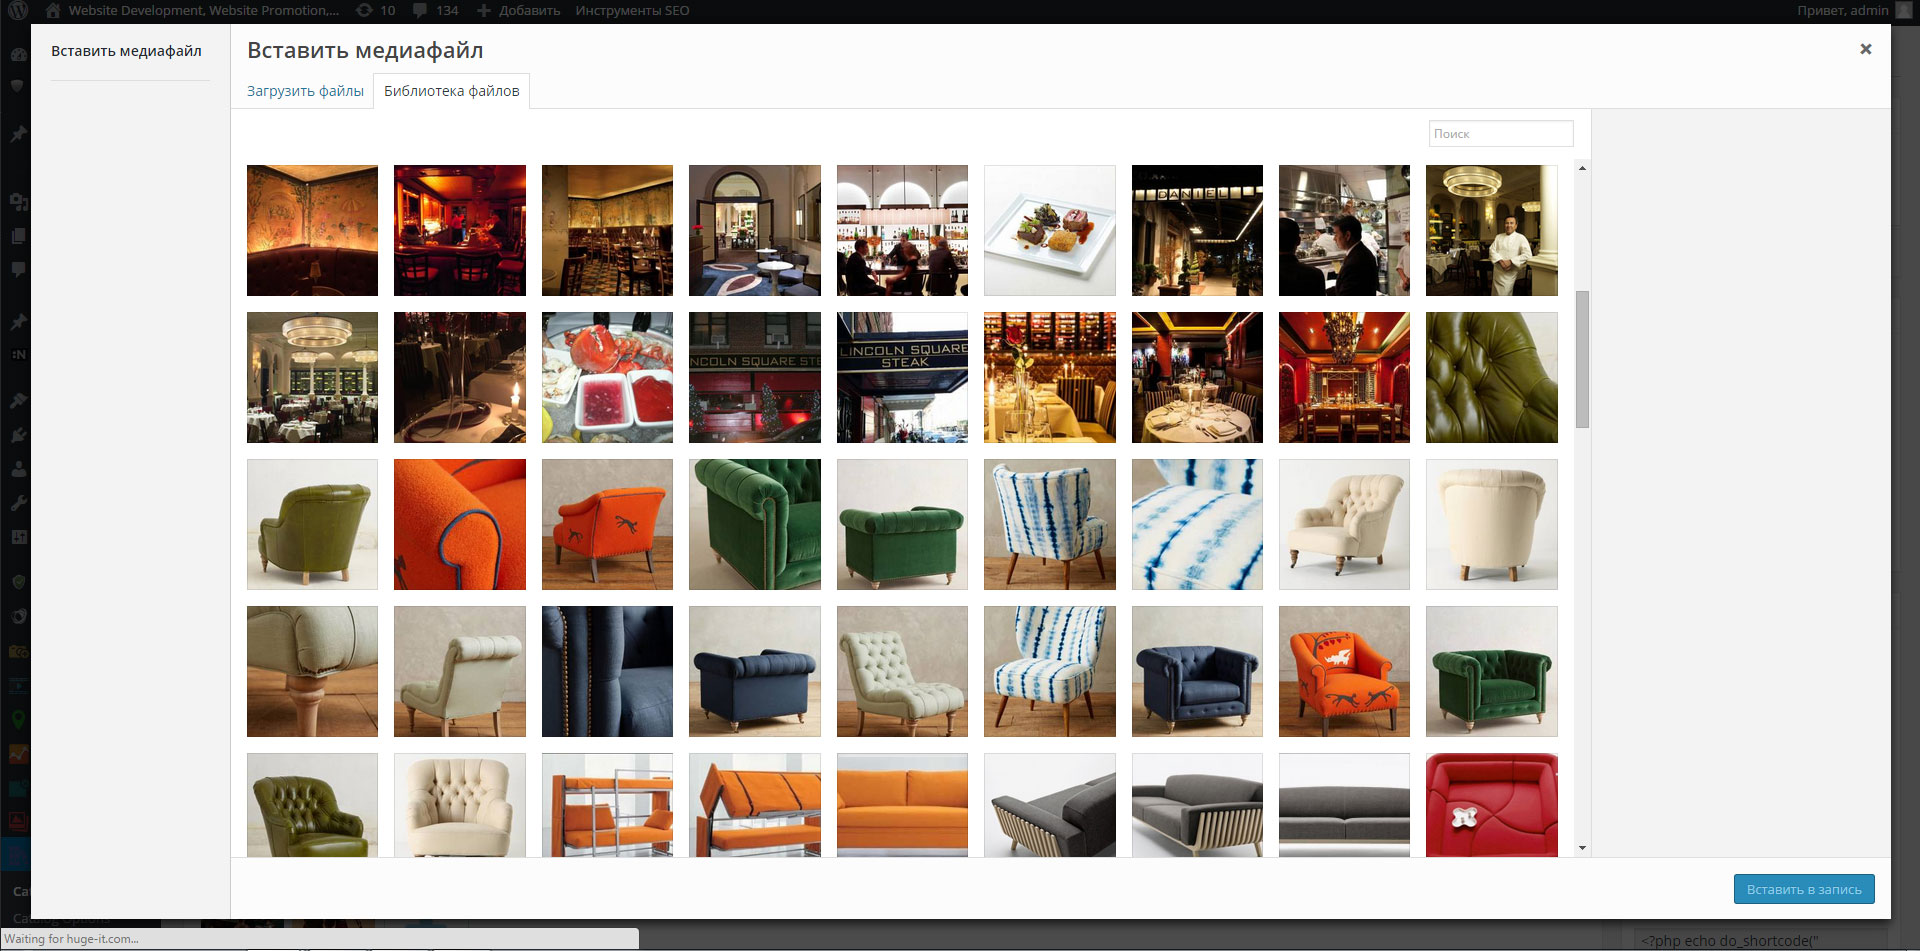 Website Development, Website Promotion,... 10 134 Добавить Инструменты SEO Привет, admin
Вставить медиафайл
Вставить медиафайл
Загрузить файлы Библиотека файлов
Поиск
DANIEL
LINCOLN SQUARE STE
LINCOLN SQUARE
STEAK
:N
Вставить в запись
Waiting for huge-it.com...
<?php echo do_shortcode("